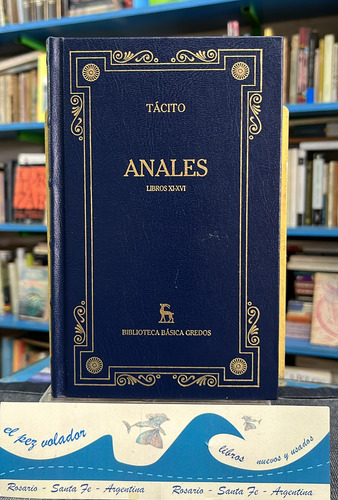 TÁCITO
ANALES
LIBROS XI-XVI
BIBLIOTECA BÁSICA GREDOS
el pez volador
libros
nuevos y usados
Rosario - Santa Fe - Argentina
Rosario - Santa Fe - Argentina